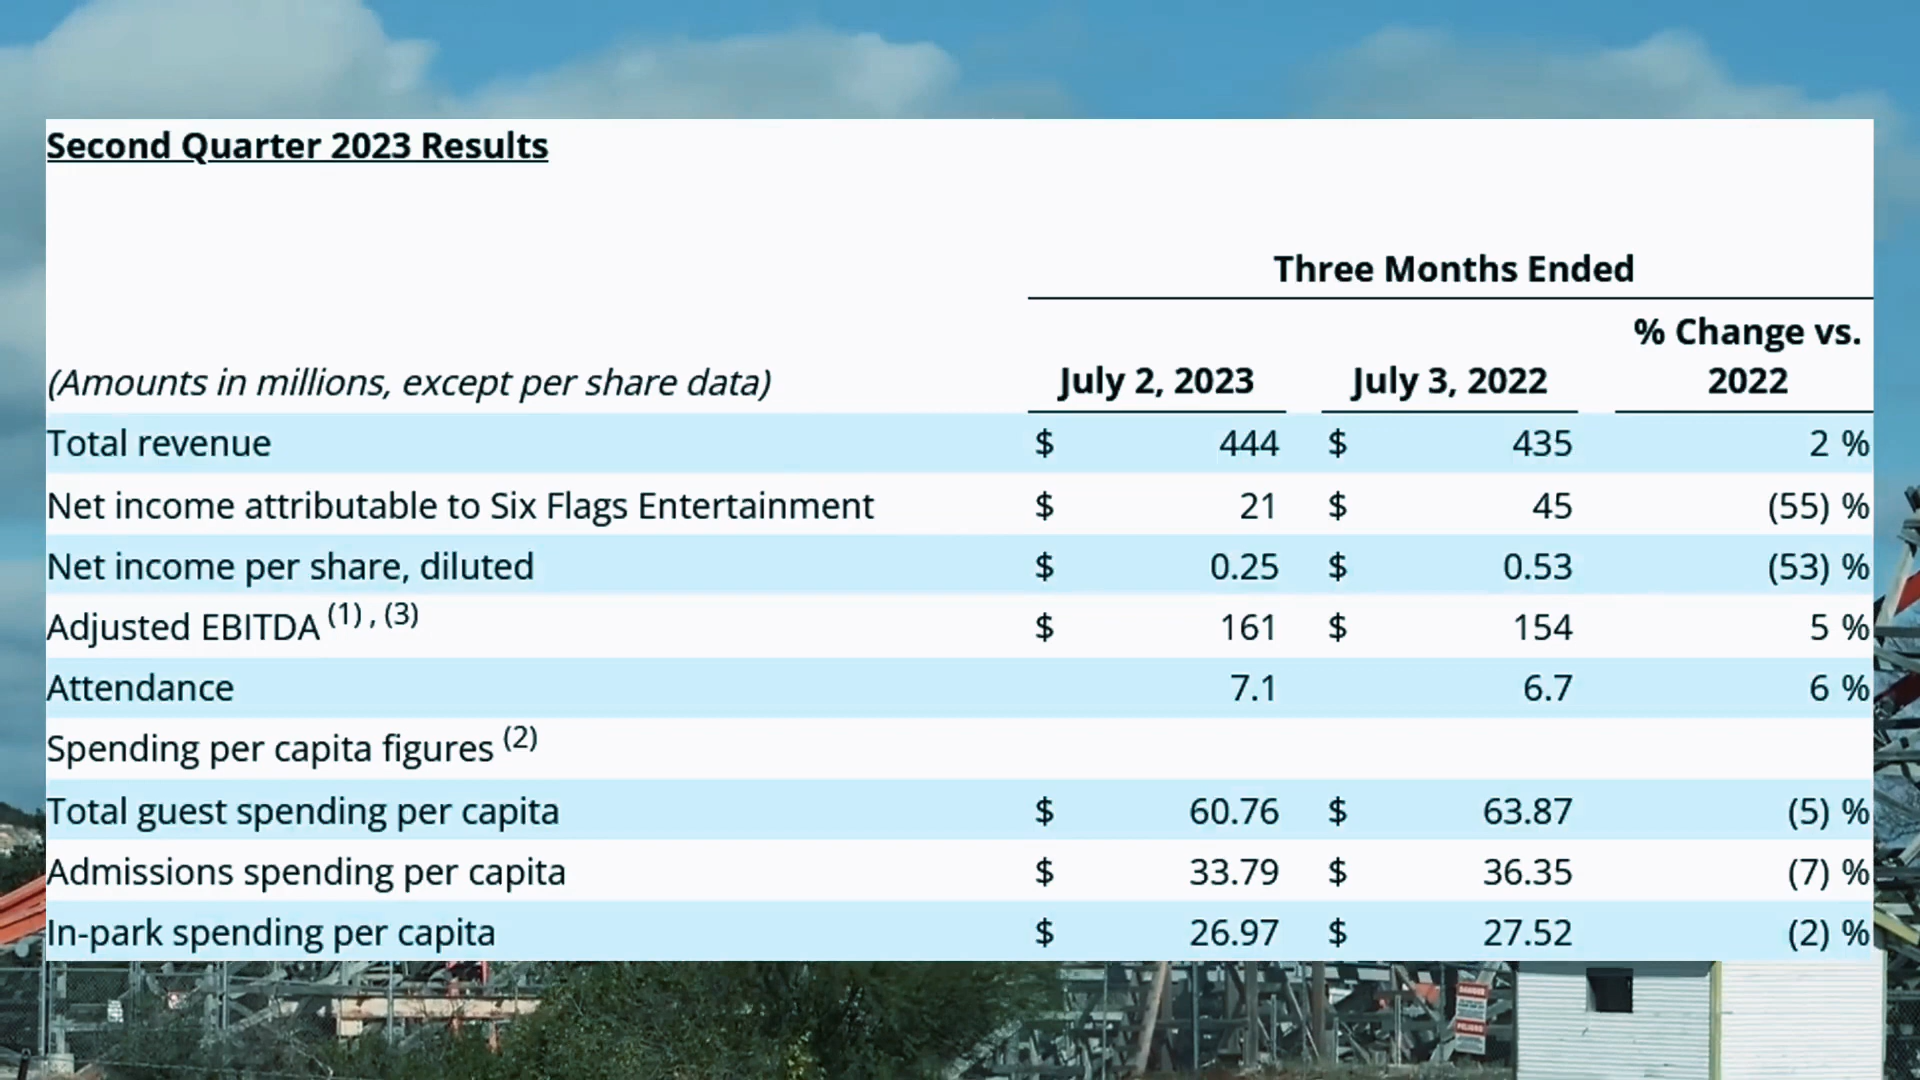 Second Quarter 2023 Results
Three Months Ended
(Amounts in millions, except per share data) July 2, 2023 July 3, 2022 % Change vs. 2022
Total revenue $ 444 $ 435 2 %
Net income attributable to Six Flags Entertainment $ 21 $ 45 (55) %
Net income per share, diluted $ 0.25 $ 0.53 (53) %
Adjusted EBITDA (1) , (3) $ 161 $ 154 5 %
Attendance 7.1 6.7 6 %
Spending per capita figures (2)
Total guest spending per capita $ 60.76 $ 63.87 (5) %
Admissions spending per capita $ 33.79 $ 36.35 (7) %
In-park spending per capita $ 26.97 $ 27.52 (2) %
DANGER
PELIGRO